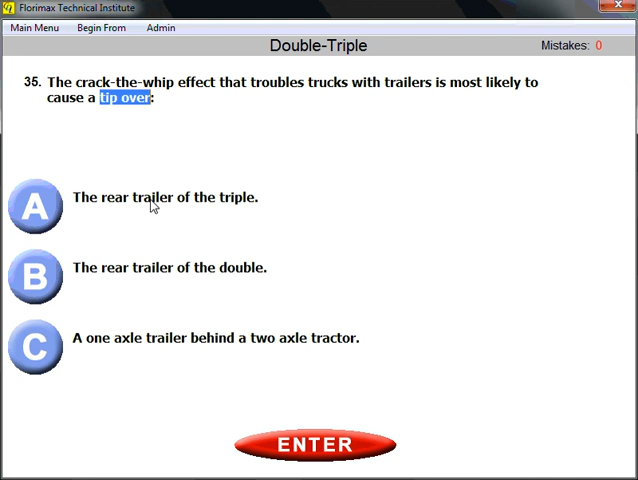 Florimax Technical Institute
Main Menu Begin From Admin
Double-Triple Mistakes: 0
35. The crack-the-whip effect that troubles trucks with trailers is most likely to
cause a tip over:
A The rear trailer of the triple.
B The rear trailer of the double.
C A one axle trailer behind a two axle tractor.
ENTER